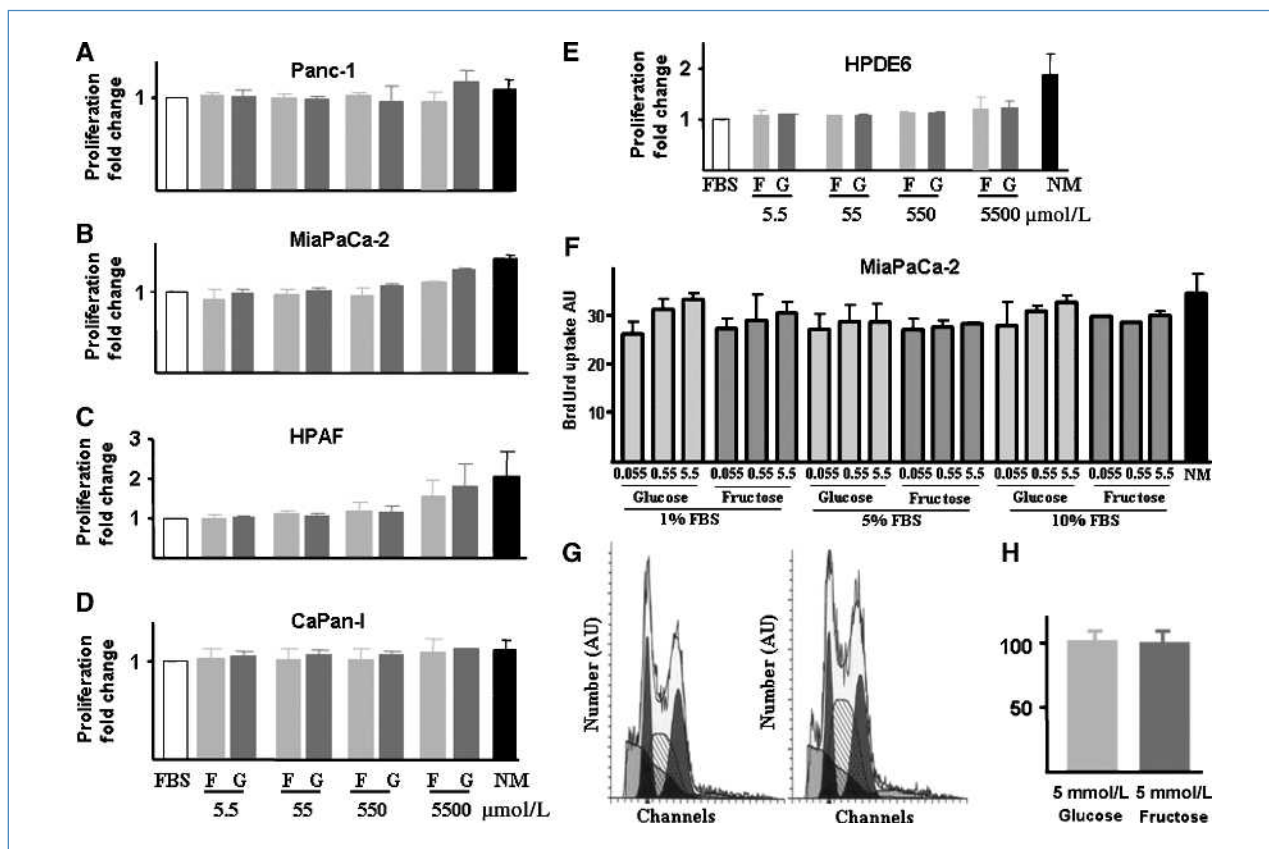 A
Panc-1
Proliferation
fold change
1
B
MiaPaCa-2
Proliferation
fold change
1
C
HPAF
Proliferation
fold change
3
2
1
D
CaPan-I
Proliferation
fold change
1
FBS F G F G F G F G NM
5.5 55 550 5500 μmol/L
E
HPDE6
Proliferation
fold change
2
1
FBS F G F G F G F G NM
5.5 55 550 5500 μmol/L
F
MiaPaCa-2
BrdUrd uptake AU
30
20
10
0.055 0.55 5.5 0.055 0.55 5.5 0.055 0.55 5.5 0.055 0.55 5.5 0.055 0.55 5.5 0.055 0.55 5.5 NM
Glucose Fructose Glucose Fructose Glucose Fructose
1% FBS 5% FBS 10% FBS
G
Number (AU)
Channels
Number (AU)
Channels
H
100
50
5 mmol/L 5 mmol/L
Glucose Fructose